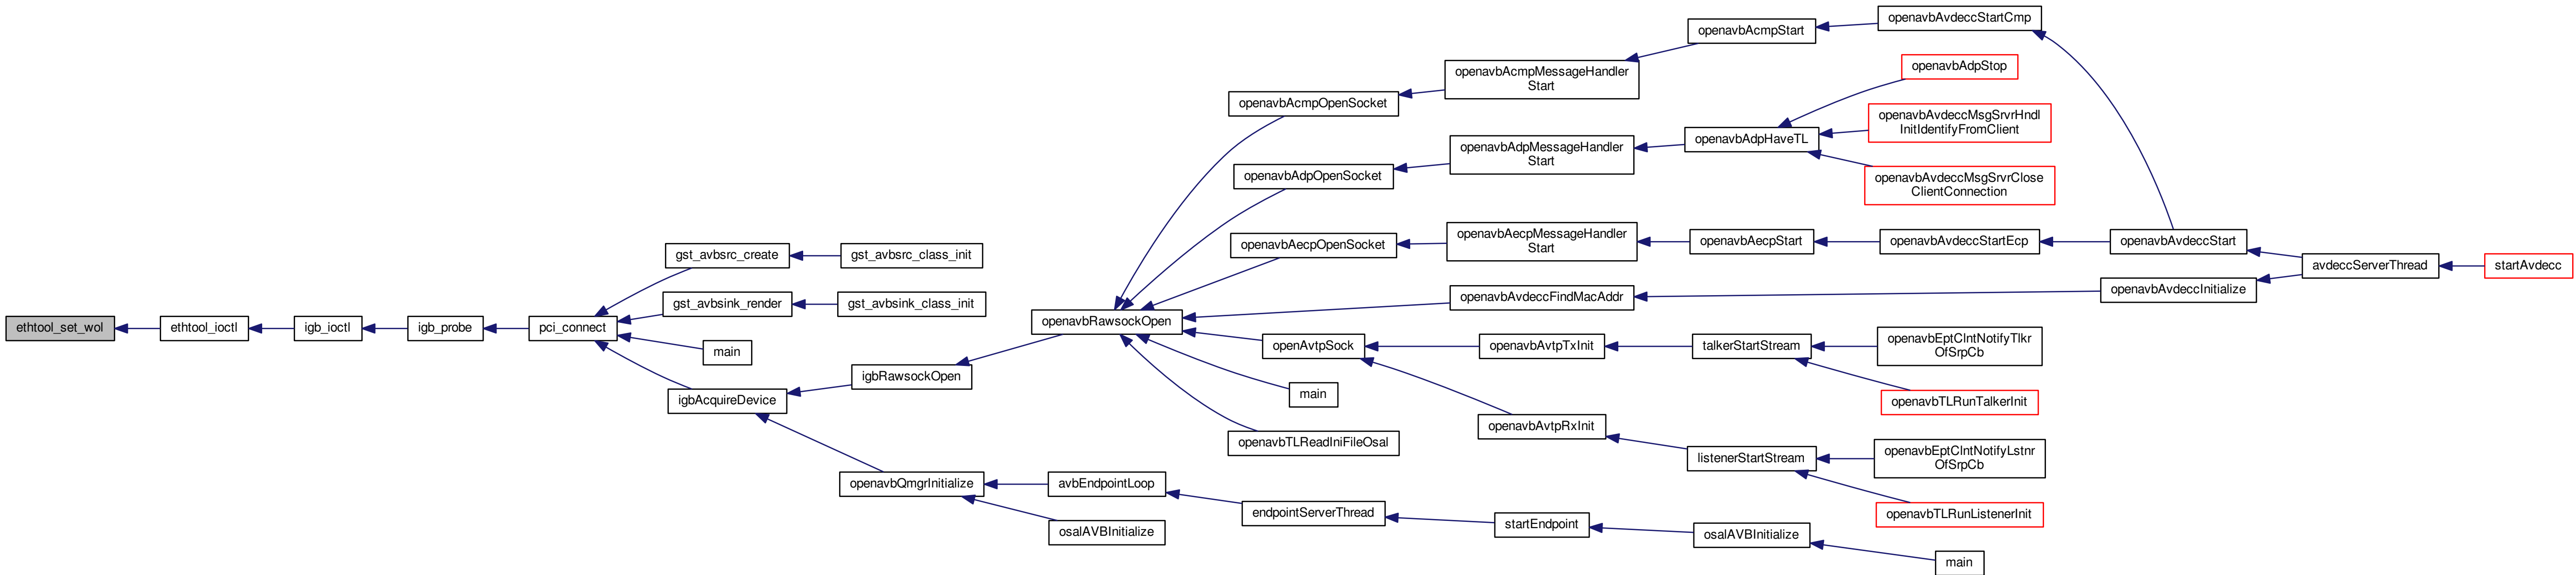 openavbAvdeccStartCmp
openavbAcmpStart
openavbAdpStop
openavbAcmpMessageHandler
Start
openavbAcmpOpenSocket
openavbAvdeccMsgSrvrHndl
InitIdentifyFromClient
openavbAdpHaveTL
openavbAdpMessageHandler
Start
openavbAdpOpenSocket
openavbAvdeccMsgSrvrClose
ClientConnection
openavbAecpMessageHandler
Start
openavbAecpOpenSocket
openavbAecpStart
openavbAvdeccStartEcp
openavbAvdeccStart
gst_avbsrc_create
gst_avbsrc_class_init
avdeccServerThread
startAvdecc
openavbAvdeccInitialize
openavbAvdeccFindMacAddr
gst_avbsink_render
gst_avbsink_class_init
openavbRawsockOpen
ethtool_set_wol
ethtool_ioctl
igb_ioctl
igb_probe
pci_connect
main
openAvtpSock
openavbAvtpTxInit
talkerStartStream
openavbEptClntNotifyTlkr
OfSrpCb
igbRawsockOpen
main
igbAcquireDevice
openavbTLRunTalkerInit
openavbAvtpRxInit
openavbTLReadIniFileOsal
listenerStartStream
openavbEptClntNotifyLstnr
OfSrpCb
openavbQmgrInitialize
avbEndpointLoop
endpointServerThread
openavbTLRunListenerInit
startEndpoint
osalAVBInitialize
osalAVBInitialize
main